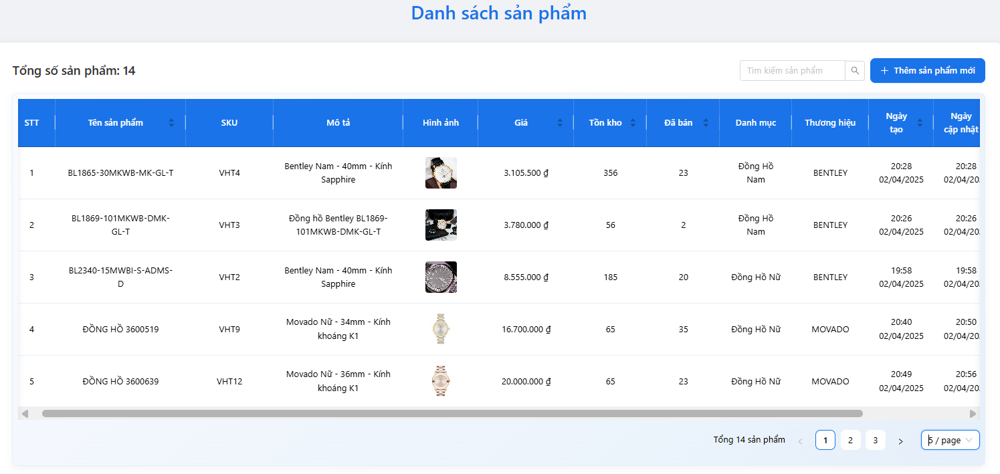 Danh sách sản phẩm
Tổng số sản phẩm: 14
Tìm kiếm sản phẩm
Thêm sản phẩm mới
STT Tên sản phẩm SKU Mô tả Hình ảnh Giá Tồn kho Đã bán Danh mục Thương hiệu Ngày tạo Ngày cập nhật
1 BL1865-30MKWB-MK-GL-T VHT4 Bentley Nam - 40mm - Kính Sapphire 3.105.500 ₫ 356 23 Đồng Hồ Nam BENTLEY 20:28 02/04/2025 20:28 02/04/20
2 BL1869-101MKWB-DMK-GL-T VHT3 Đồng hồ Bentley BL1869-101MKWB-DMK-GL-T 3.780.000 ₫ 56 2 Đồng Hồ Nam BENTLEY 20:26 02/04/2025 20:26 02/04/20
3 BL2340-15MWBI-S-ADMS-D VHT2 Bentley Nam - 40mm - Kính Sapphire 8.555.000 ₫ 185 20 Đồng Hồ Nữ BENTLEY 19:58 02/04/2025 19:58 02/04/20
4 ĐỒNG HỒ 3600519 VHT9 Movado Nữ - 34mm - Kính khoáng K1 16.700.000 ₫ 65 35 Đồng Hồ Nữ MOVADO 20:40 02/04/2025 20:50 02/04/20
5 ĐỒNG HỒ 3600639 VHT12 Movado Nữ - 36mm - Kính khoáng K1 20.000.000 ₫ 65 23 Đồng Hồ Nữ MOVADO 20:49 02/04/2025 20:56 02/04/20
Tổng 14 sản phẩm < 1 2 3 > 5 / page